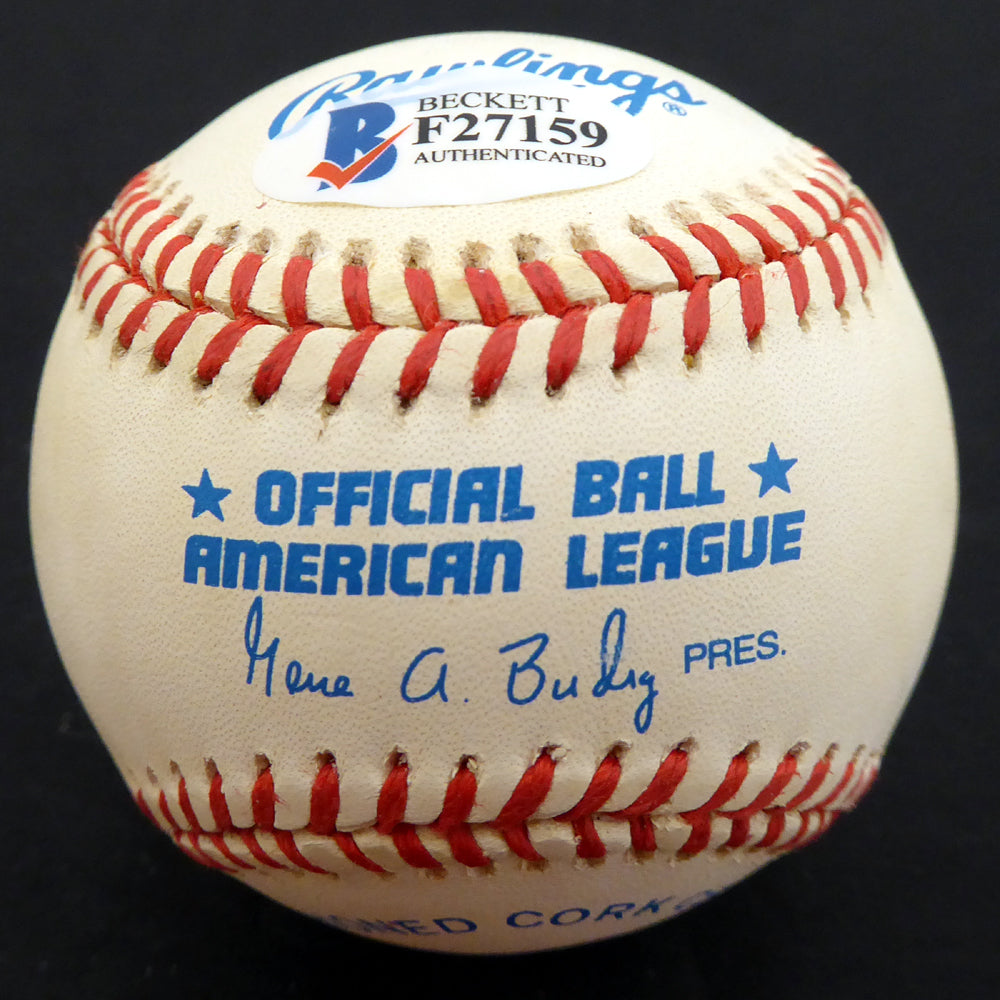 Rawlings ®
BECKETT
F27159
AUTHENTICATED
★ OFFICIAL BALL ★
AMERICAN LEAGUE
Gene A. Budig PRES.
CORK